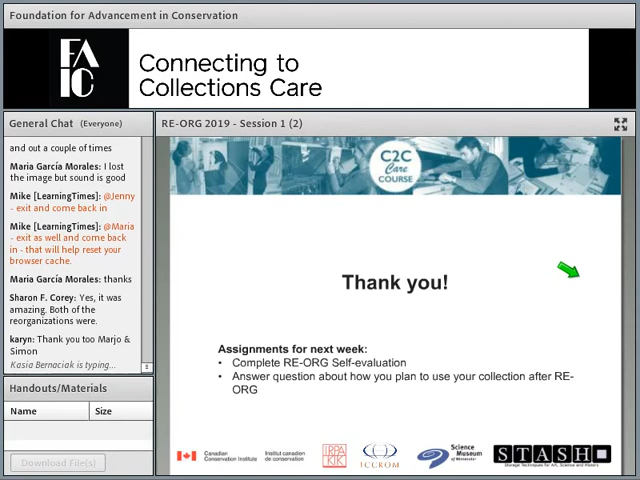 Foundation for Advancement in Conservation
FA
IC
Connecting to
Collections Care
General Chat (Everyone)
and out a couple of times
Maria García Morales: I lost
the image but sound is good
Mike [LearningTimes]: @Jenny
- exit and come back in
Mike [LearningTimes]: @Maria
- exit as well and come back
in - that will help reset your
browser cache.
Maria García Morales: thanks
Sharon F. Corey: Yes, it was
amazing. Both of the
reorganizations were.
karyn: Thank you too Marjo &
Simon
Kasia Bernaciak is typing...
Handouts/Materials
Name Size
Download File(s)
RE-ORG 2019 - Session 1 (2)
C2C
Care
COURSE
Thank you!
Assignments for next week:
• Complete RE-ORG Self-evaluation
• Answer question about how you plan to use your collection after RE-
ORG
Canadian
Conservation Institute
Institut canadien
de conservation
IRPA
KIK
ICCROM
Science
Museum
of Minnesota
STASH
Storage Techniques for Art, Science and History